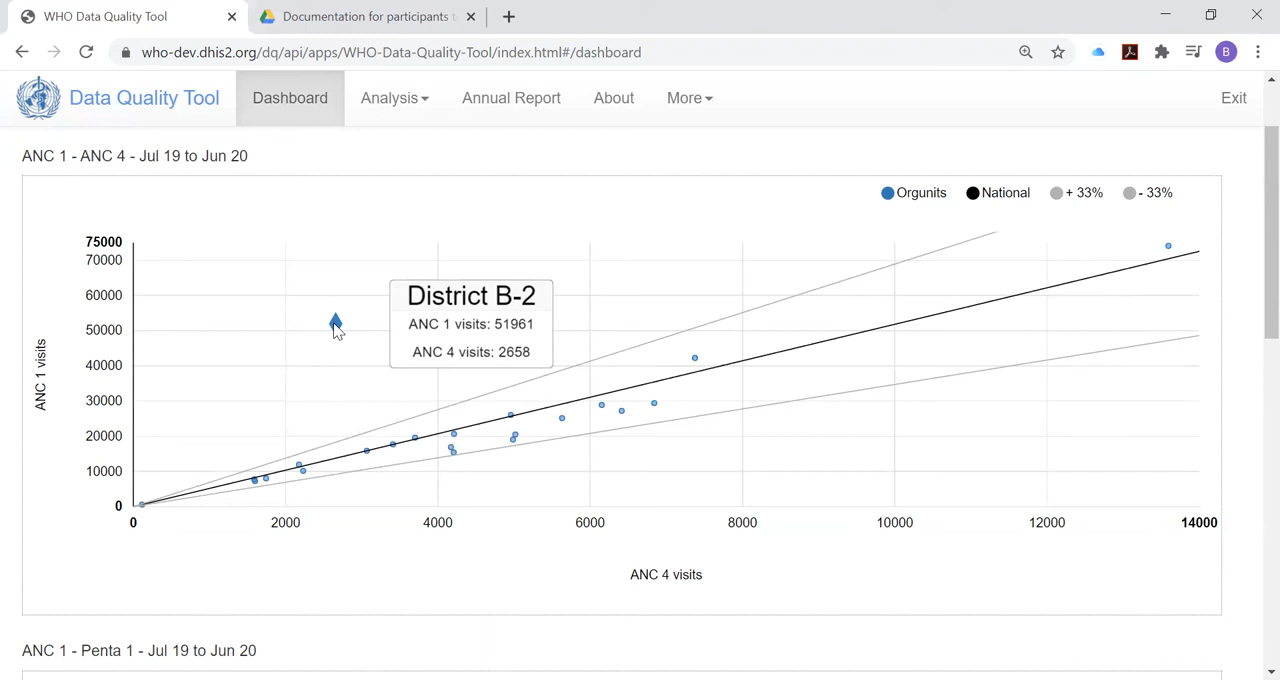 WHO Data Quality Tool
Documentation for participants t
who-dev.dhis2.org/dq/api/apps/WHO-Data-Quality-Tool/index.html#/dashboard
B
Data Quality Tool
Dashboard
Analysis
Annual Report
About
More
Exit
ANC 1 - ANC 4 - Jul 19 to Jun 20
Orgunits
National
+ 33%
- 33%
75000
70000
60000
50000
40000
30000
20000
10000
0
ANC 1 visits
District B-2
ANC 1 visits: 51961
ANC 4 visits: 2658
0 2000 4000 6000 8000 10000 12000 14000
ANC 4 visits
ANC 1 - Penta 1 - Jul 19 to Jun 20